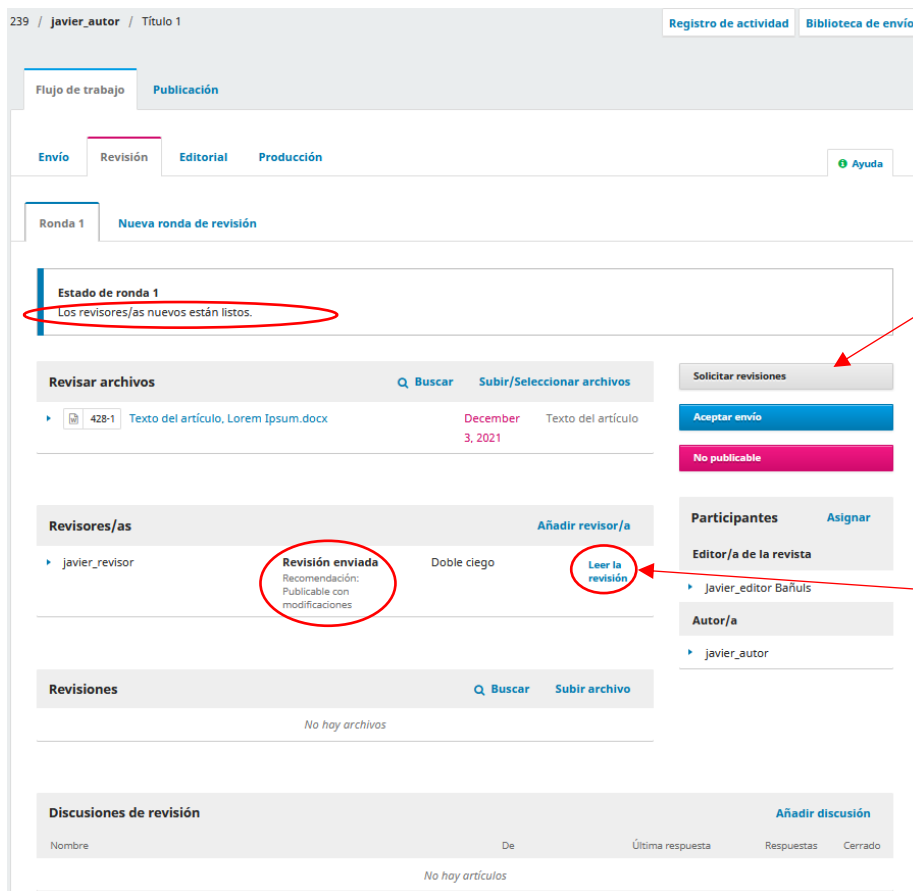 239 / javier_autor / Título 1
Registro de actividad
Biblioteca de envío
Flujo de trabajo
Publicación
Envío
Revisión
Editorial
Producción
Ayuda
Ronda 1
Nueva ronda de revisión
Estado de ronda 1
Los revisores/as nuevos están listos.
Revisar archivos
Buscar
Subir/Seleccionar archivos
428-1 Texto del artículo, Lorem Ipsum.docx
December
3, 2021
Texto del artículo
Solicitar revisiones
Aceptar envío
No publicable
Revisores/as
Añadir revisor/a
javier_revisor
Revisión enviada
Recomendación:
Publicable con
modificaciones
Doble ciego
Leer la
revisión
Participantes
Asignar
Editor/a de la revista
Javier_editor Bañuls
Autor/a
javier_autor
Revisiones
Buscar
Subir archivo
No hay archivos
Discusiones de revisión
Añadir discusión
Nombre
De
Última respuesta
Respuestas
Cerrado
No hay artículos